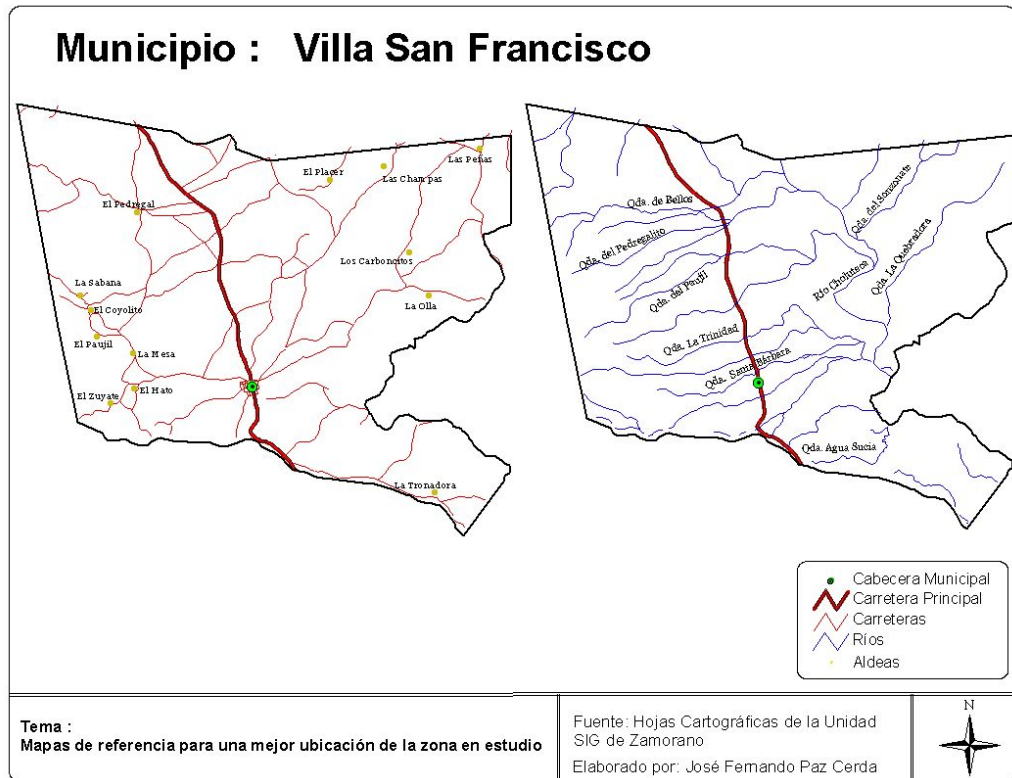 Municipio : Villa San Francisco
Las Peñas
El Placer
Las Champas
El Pedregal
Los Carboncitos
La Sabana
El Coyolito
La Olla
El Paujil
La Mesa
El Zuyate
El Hato
La Tronadora
Qda. de Bellos
Qda. del Sonzonate
Qda. del Pedregalito
Qda. La Quebradora
Río Choluteca
Qda. del Paujil
Qda. La Trinidad
Qda. Santa Bárbara
Qda. Agua Sucia
Cabecera Municipal
Carretera Principal
Carreteras
Ríos
Aldeas
Tema :
Mapas de referencia para una mejor ubicación de la zona en estudio
Fuente: Hojas Cartográficas de la Unidad
SIG de Zamorano
Elaborado por: José Fernando Paz Cerda
N